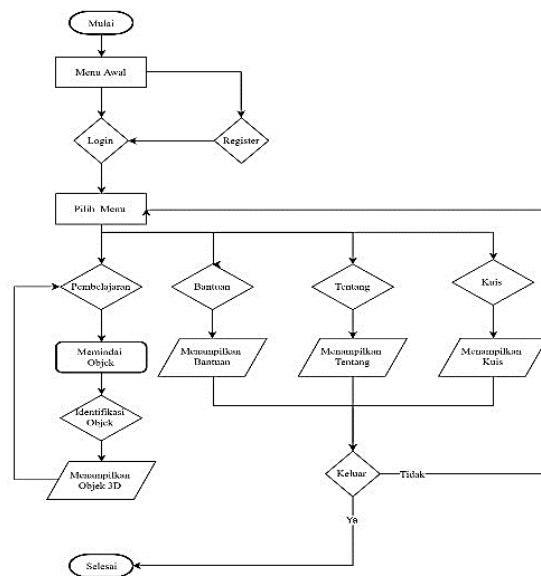 Mulai
Menu Awal
Login
Register
Pilih Menu
Pembelajaran
Bantuan
Tentang
Kuis
Memindai
Objek
Menampilkan
Bantuan
Menampilkan
Tentang
Menampilkan
Kuis
Identifikasi
Objek
Menampilkan
Objek 3D
Keluar
Tidak
Ya
Selesai